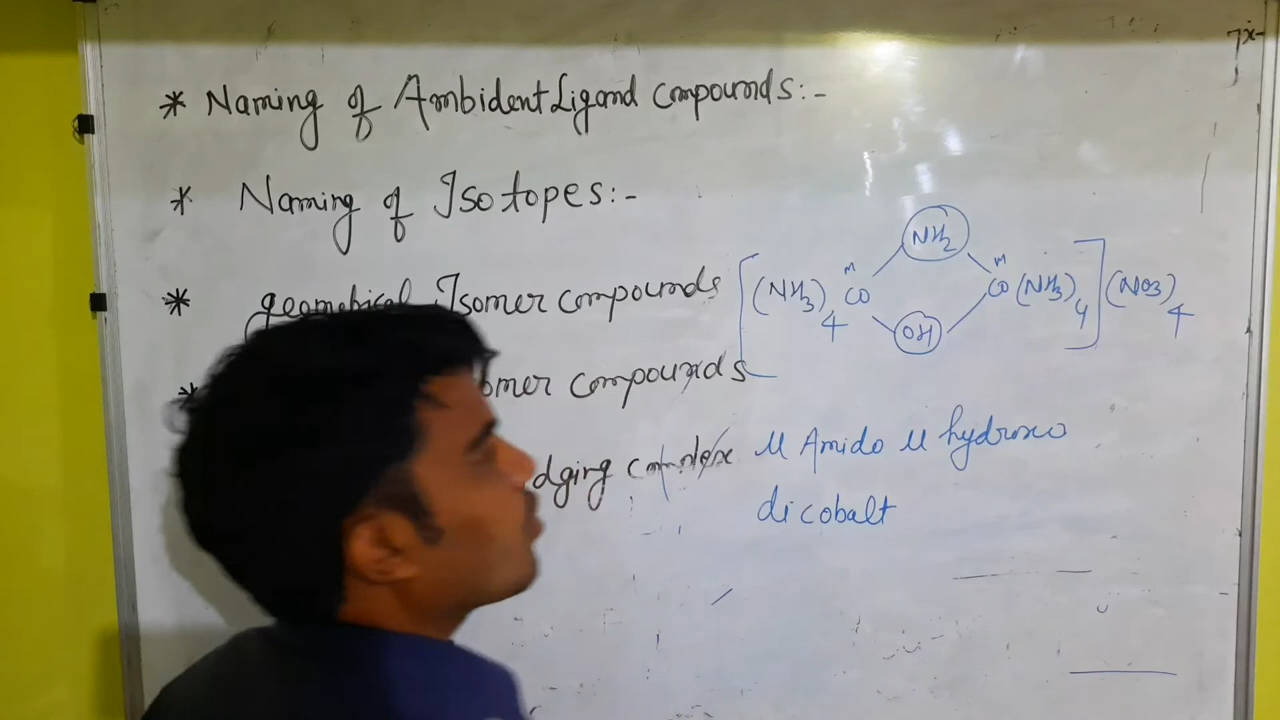 * Naming of Ambident Ligand compounds:-
* Naming of Isotopes:-
* geometrical Isomer compounds
* omer compounds
dging complex
NH2
[(NH3)4 CO CO (NH3)4] (NO3)4
OH
μ Amido μ hydroxo
dicobalt